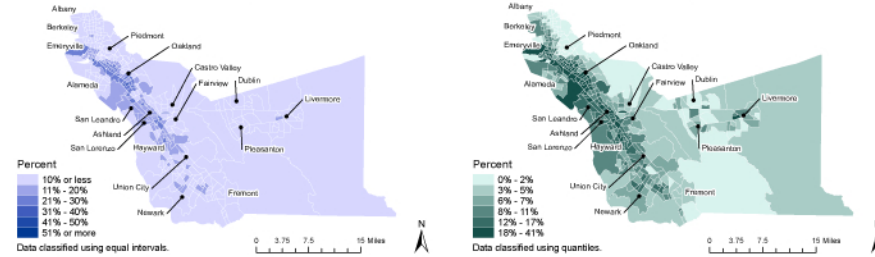 Albany
Berkeley
Emeryville
Piedmont
Oakland
Castro Valley
Alameda
Fairview
Dublin
Livermore
San Leandro
Ashland
San Lorenzo
Hayward
Pleasanton
Union City
Fremont
Newark
Percent
10% or less
11% - 20%
21% - 30%
31% - 40%
41% - 50%
51% or more
Data classified using equal intervals.
0 3.75 7.5 15 Miles
N
Albany
Berkeley
Emeryville
Piedmont
Oakland
Castro Valley
Alameda
Fairview
Dublin
Livermore
San Leandro
Ashland
San Lorenzo
Hayward
Pleasanton
Union City
Fremont
Newark
Percent
0% - 2%
3% - 5%
6% - 7%
8% - 11%
12% - 17%
18% - 41%
Data classified using quantiles.
0 3.75 7.5 15 Miles
N